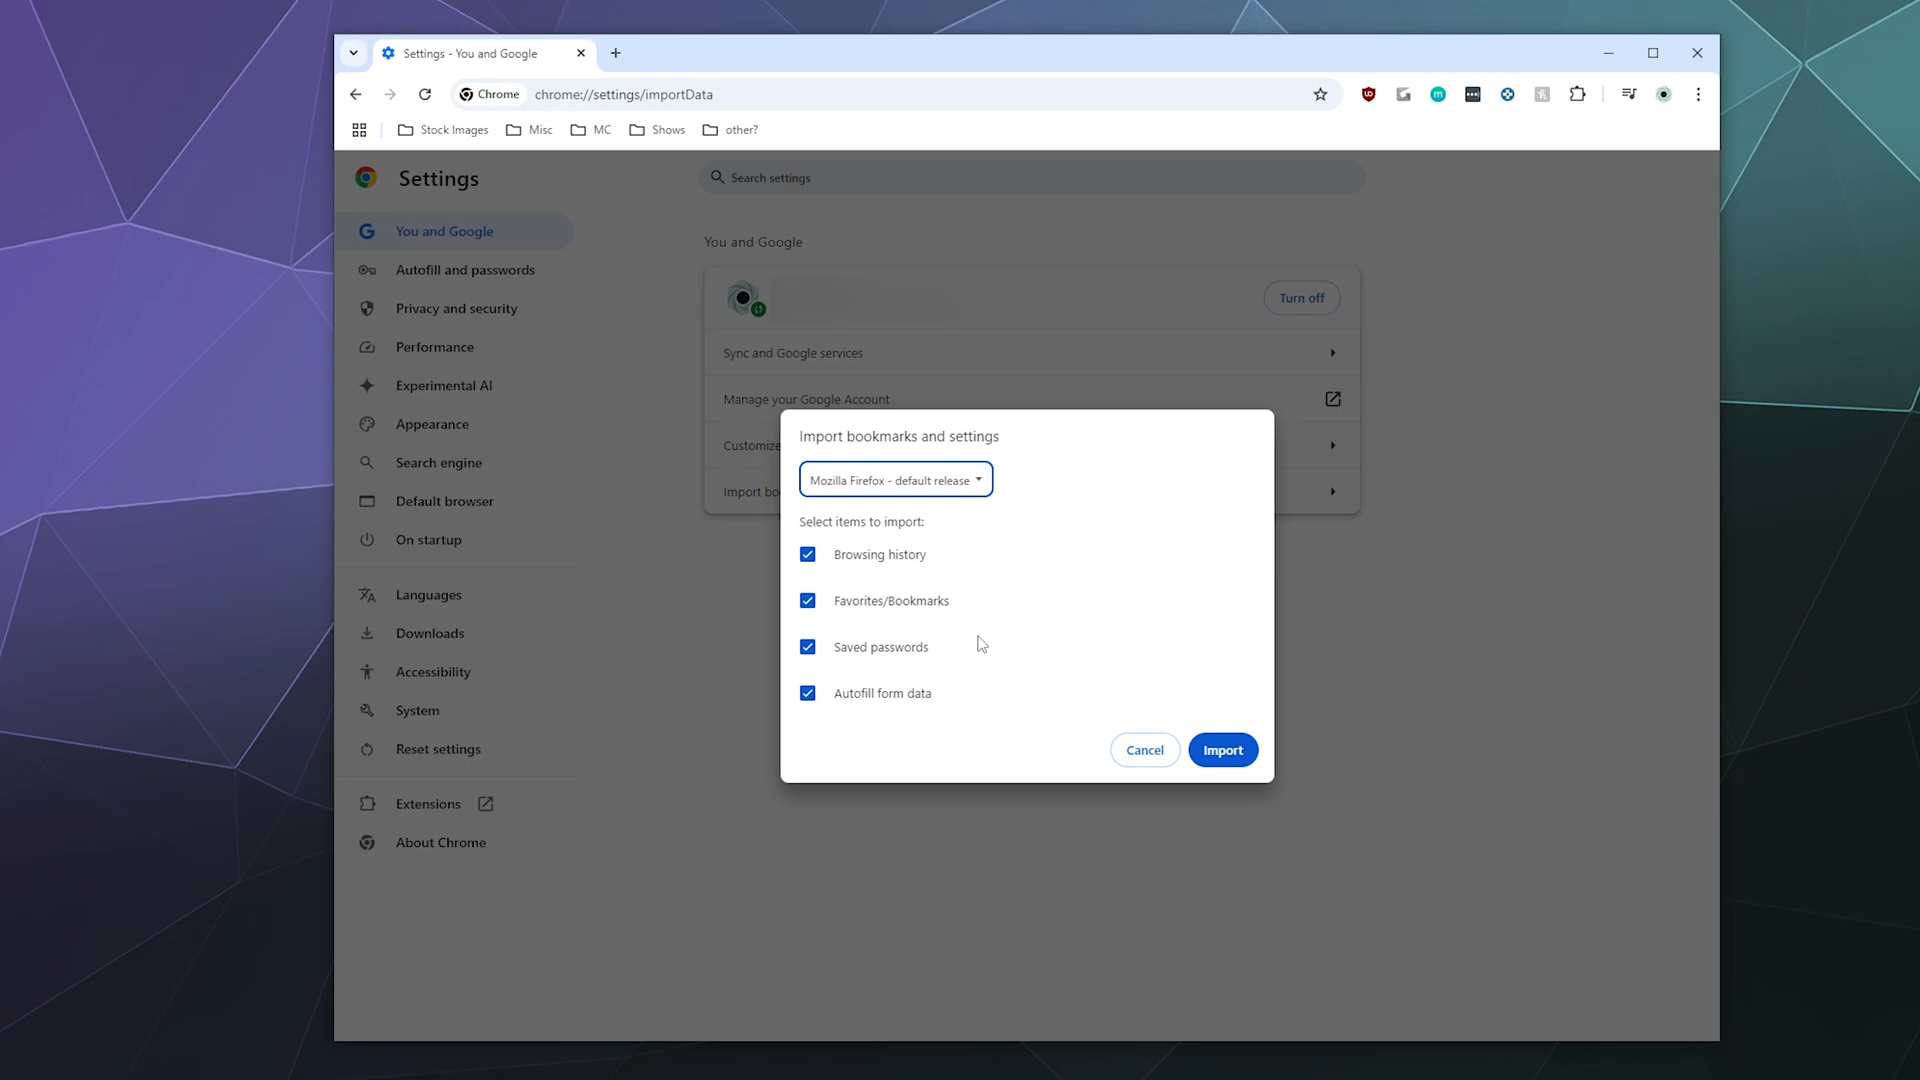 Settings - You and Google
Chrome
chrome://settings/importData
Stock Images
Misc
MC
Shows
other?
Settings
Search settings
You and Google
Autofill and passwords
Privacy and security
Performance
Experimental AI
Appearance
Search engine
Default browser
On startup
Languages
Downloads
Accessibility
System
Reset settings
Extensions
About Chrome
You and Google
Turn off
Sync and Google services
Manage your Google Account
Customize
Import bo
Import bookmarks and settings
Mozilla Firefox - default release
Select items to import:
Browsing history
Favorites/Bookmarks
Saved passwords
Autofill form data
Cancel
Import